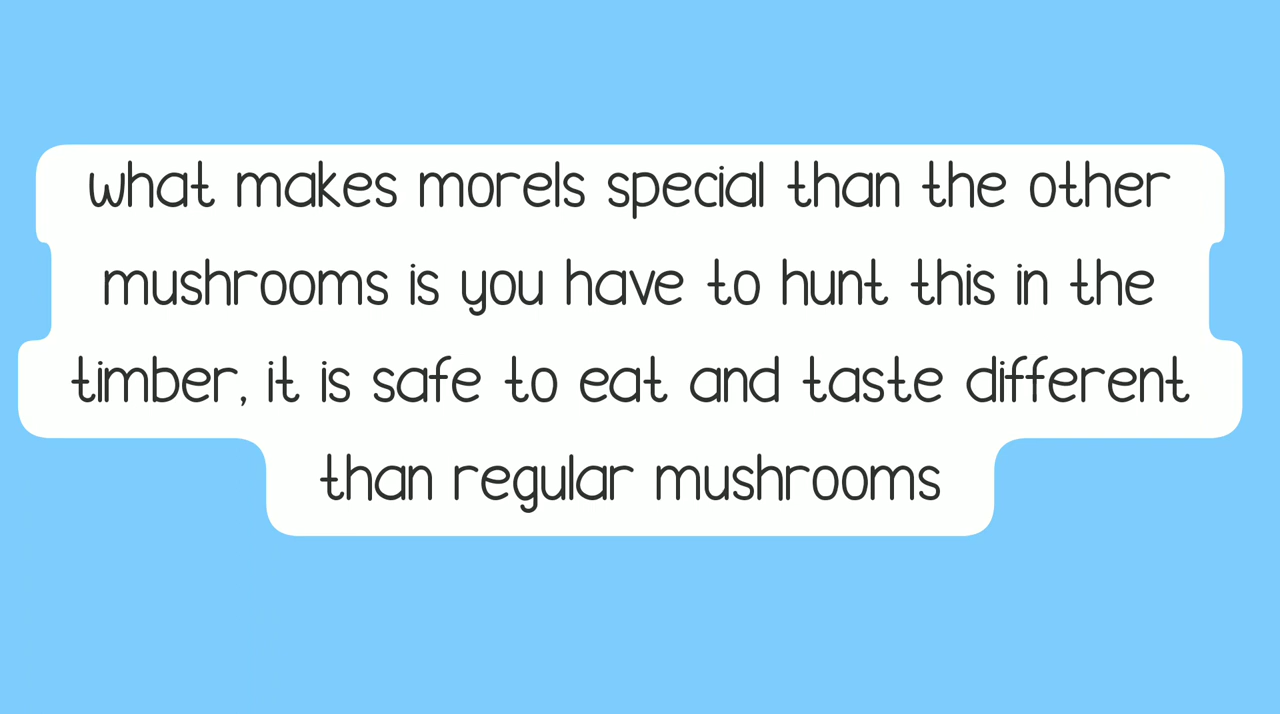 what makes morels special than the other
mushrooms is you have to hunt this in the
timber, it is safe to eat and taste different
than regular mushrooms